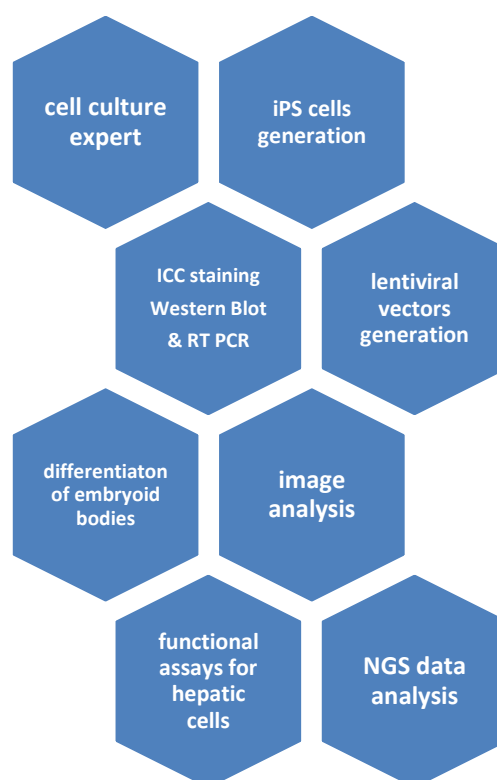 cell culture
expert
iPS cells
generation
ICC staining
Western Blot
& RT PCR
lentiviral
vectors
generation
differentiaton
of embryoid
bodies
image
analysis
functional
assays for
hepatic
cells
NGS data
analysis